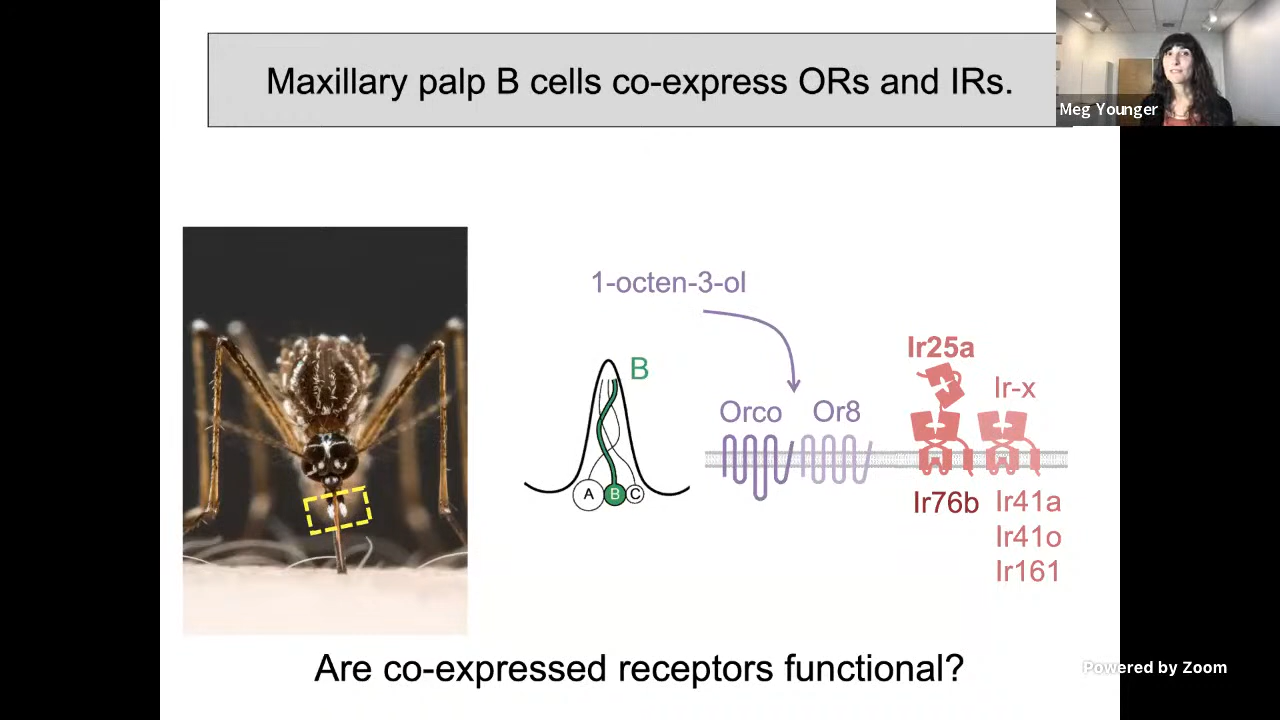 Maxillary palp B cells co-express ORs and IRs.
Meg Younger
1-octen-3-ol
B
Orco
Or8
Ir25a
Ir-x
A
B
C
Ir76b
Ir41a
Ir41o
Ir161
Are co-expressed receptors functional?
Powered by Zoom